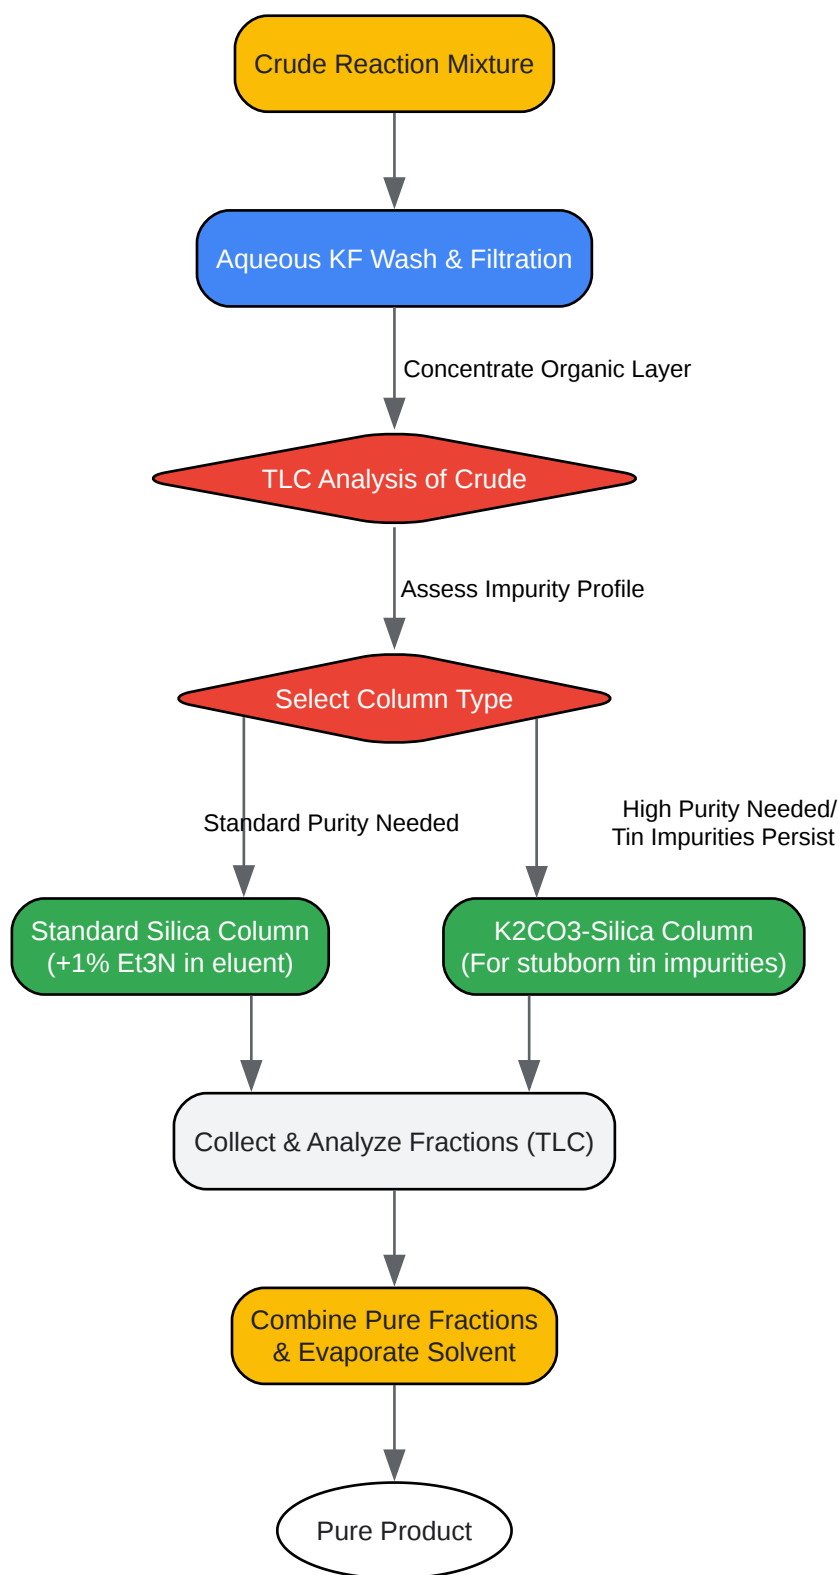 Crude Reaction Mixture
Aqueous KF Wash & Filtration
Concentrate Organic Layer
TLC Analysis of Crude
Assess Impurity Profile
Select Column Type
Standard Purity Needed
High Purity Needed/
Tin Impurities Persist
Standard Silica Column
(+1% Et3N in eluent)
K2CO3-Silica Column
(For stubborn tin impurities)
Collect & Analyze Fractions (TLC)
Combine Pure Fractions
& Evaporate Solvent
Pure Product